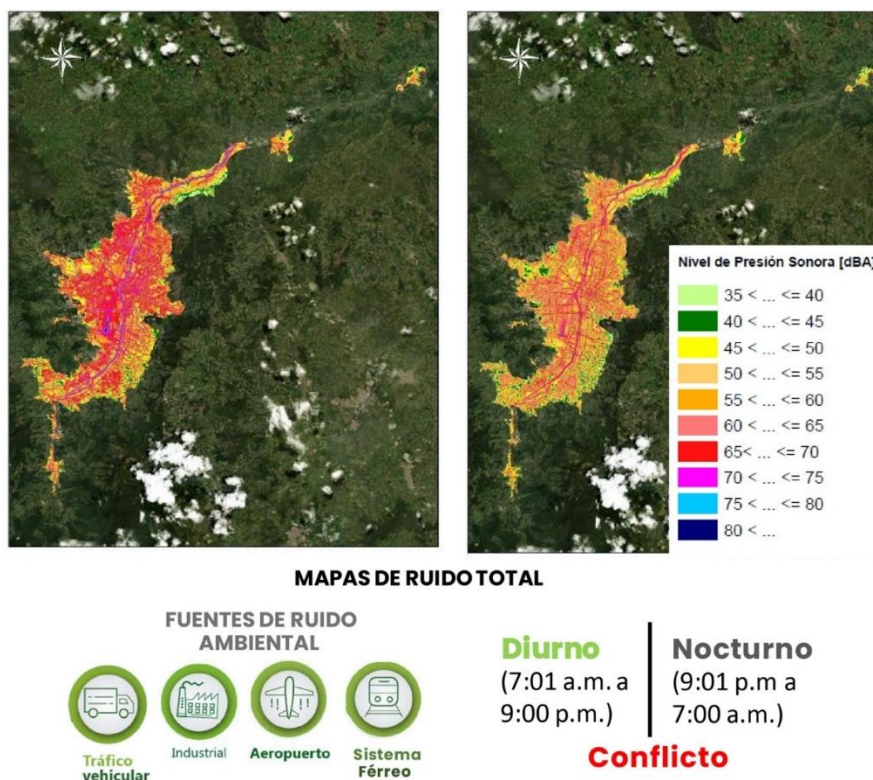 Nivel de Presión Sonora [dBA]
35 < ... <= 40
40 < ... <= 45
45 < ... <= 50
50 < ... <= 55
55 < ... <= 60
60 < ... <= 65
65< ... <= 70
70 < ... <= 75
75 < ... <= 80
80 < ...
MAPAS DE RUIDO TOTAL
FUENTES DE RUIDO
AMBIENTAL
Tráfico
vehicular
Industrial
Aeropuerto
Sistema
Férreo
Diurno
(7:01 a.m. a
9:00 p.m.)
Nocturno
(9:01 p.m a
7:00 a.m.)
Conflicto